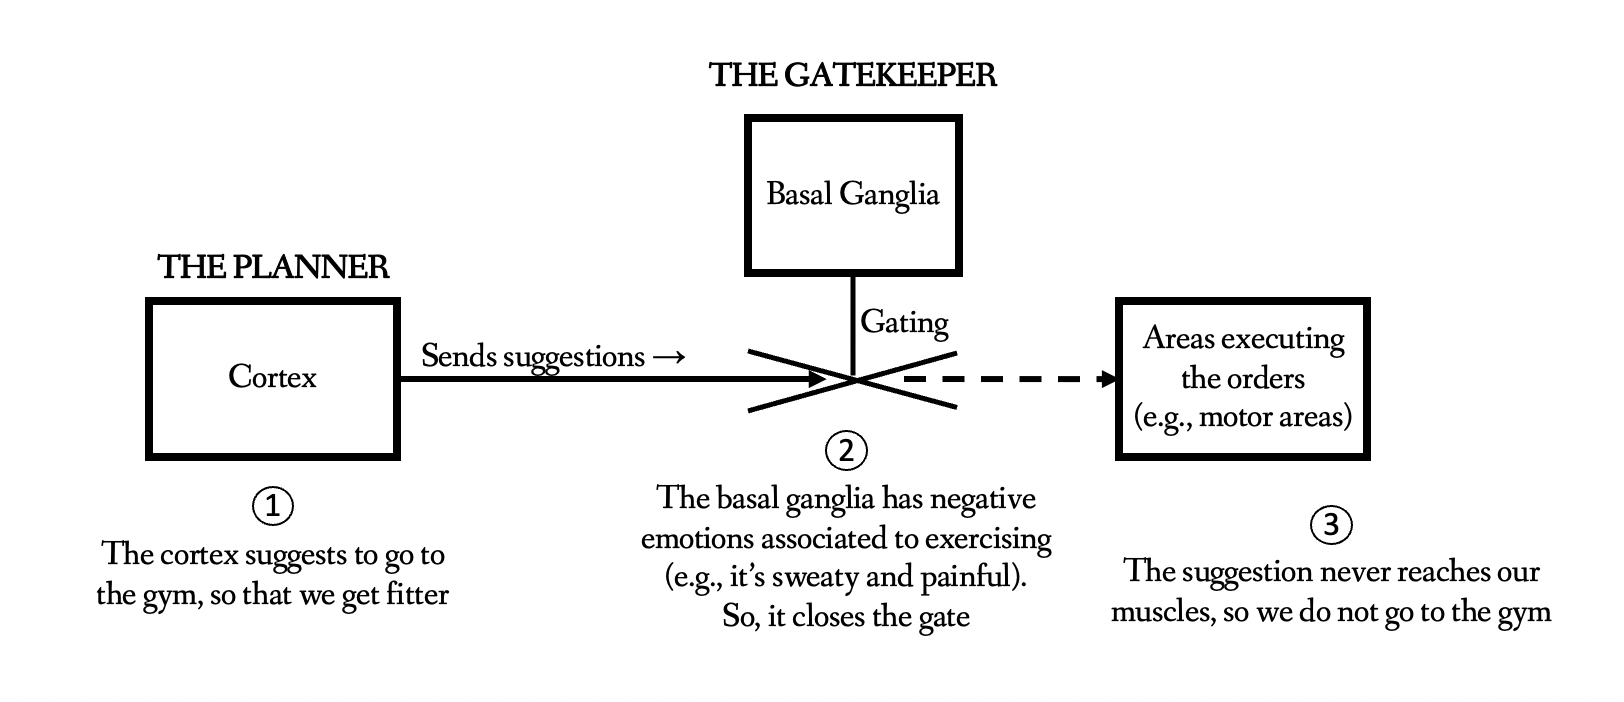 THE GATEKEEPER
Basal Ganglia
THE PLANNER
Cortex
Sends suggestions →
Gating
Areas executing
the orders
(e.g., motor areas)
①
The cortex suggests to go to
the gym, so that we get fitter
②
The basal ganglia has negative
emotions associated to exercising
(e.g., it’s sweaty and painful).
So, it closes the gate
③
The suggestion never reaches our
muscles, so we do not go to the gym